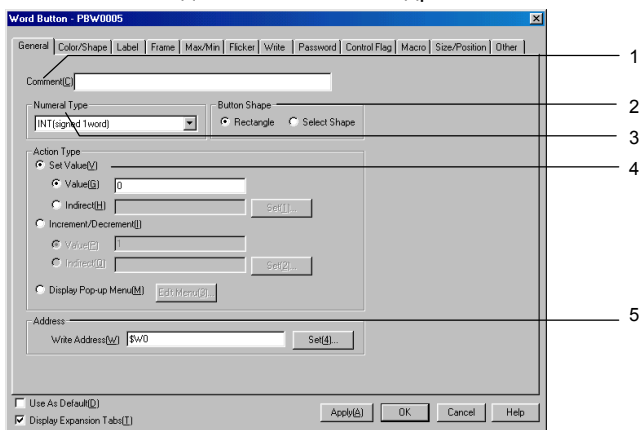 Word Button - PBW0005
General Color/Shape Label Frame Max/Min Flicker Write Password Control Flag Macro Size/Position Other
1
Comment(C)
Numeral Type Button Shape
2
INT(signed 1word) Rectangle Select Shape
3
Action Type
Set Value(V)
4
Value(G) 0
Indirect(H) Set(1)...
Increment/Decrement(I)
Value(P) 1
Indirect(R) Set(2)...
Display Pop-up Menu(M) Edit Menu(3)...
Address
5
Write Address(W) $W0 Set(4)...
Use As Default(D)
Display Expansion Tabs(T)
Apply(A) OK Cancel Help